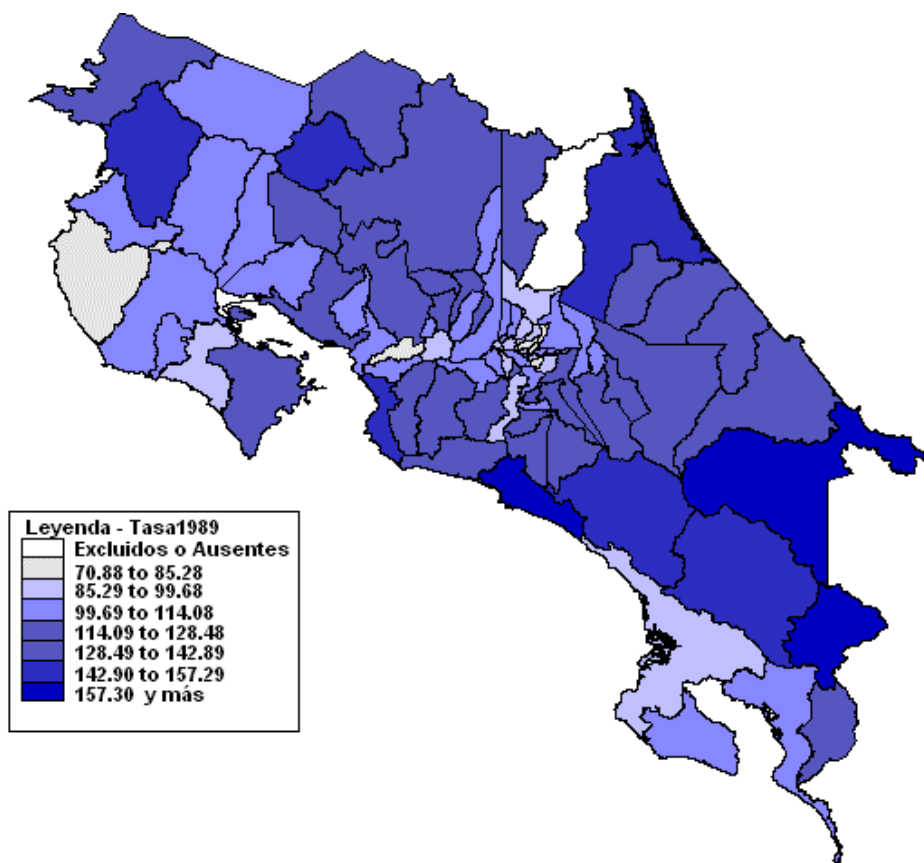 Leyenda - Tasa1989
Excluidos o Ausentes
70.88 to 85.28
85.29 to 99.68
99.69 to 114.08
114.09 to 128.48
128.49 to 142.89
142.90 to 157.29
157.30 y más